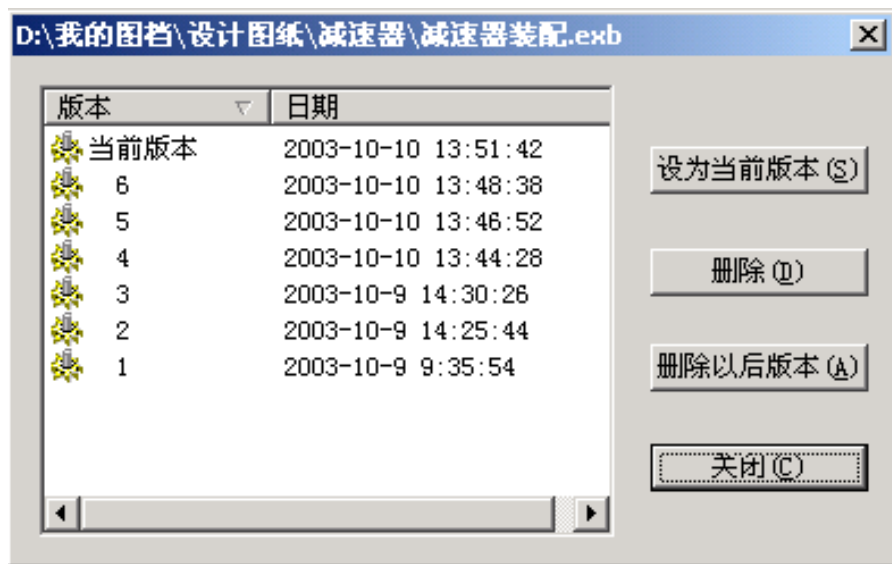 D:\我的图档\设计图纸\减速器\减速器装配.exb
版本 日期
当前版本 2003-10-10 13:51:42
6 2003-10-10 13:48:38
5 2003-10-10 13:46:52
4 2003-10-10 13:44:28
3 2003-10-9 14:30:26
2 2003-10-9 14:25:44
1 2003-10-9 9:35:54
设为当前版本(S)
删除(D)
删除以后版本(A)
关闭(C)